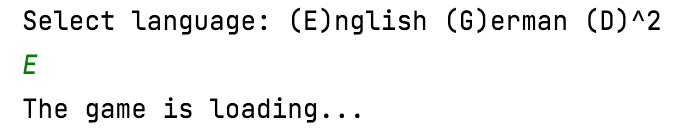 Select language: (E)nglish (G)erman (D)^2
E
The game is loading...